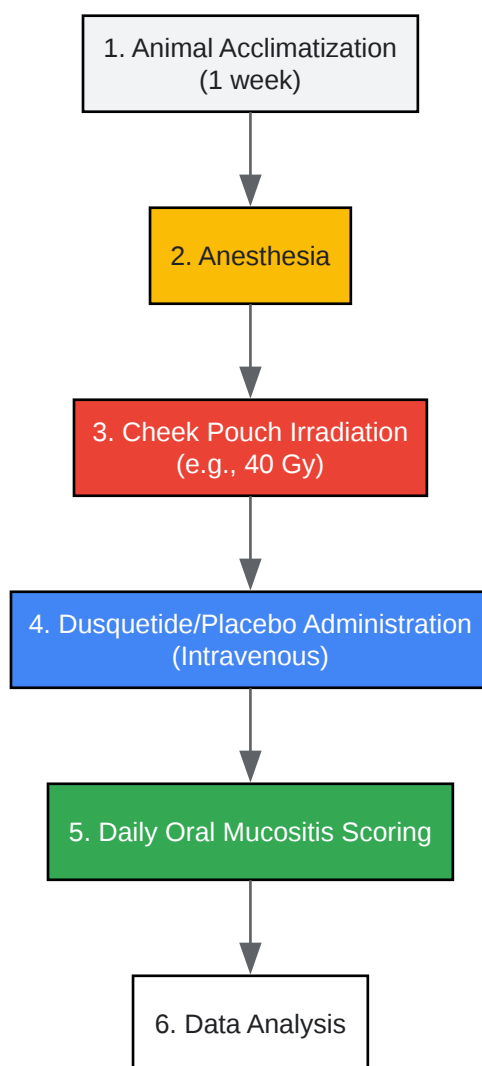 1. Animal Acclimatization
(1 week)
2. Anesthesia
3. Cheek Pouch Irradiation
(e.g., 40 Gy)
4. Dusquetide/Placebo Administration
(Intravenous)
5. Daily Oral Mucositis Scoring
6. Data Analysis